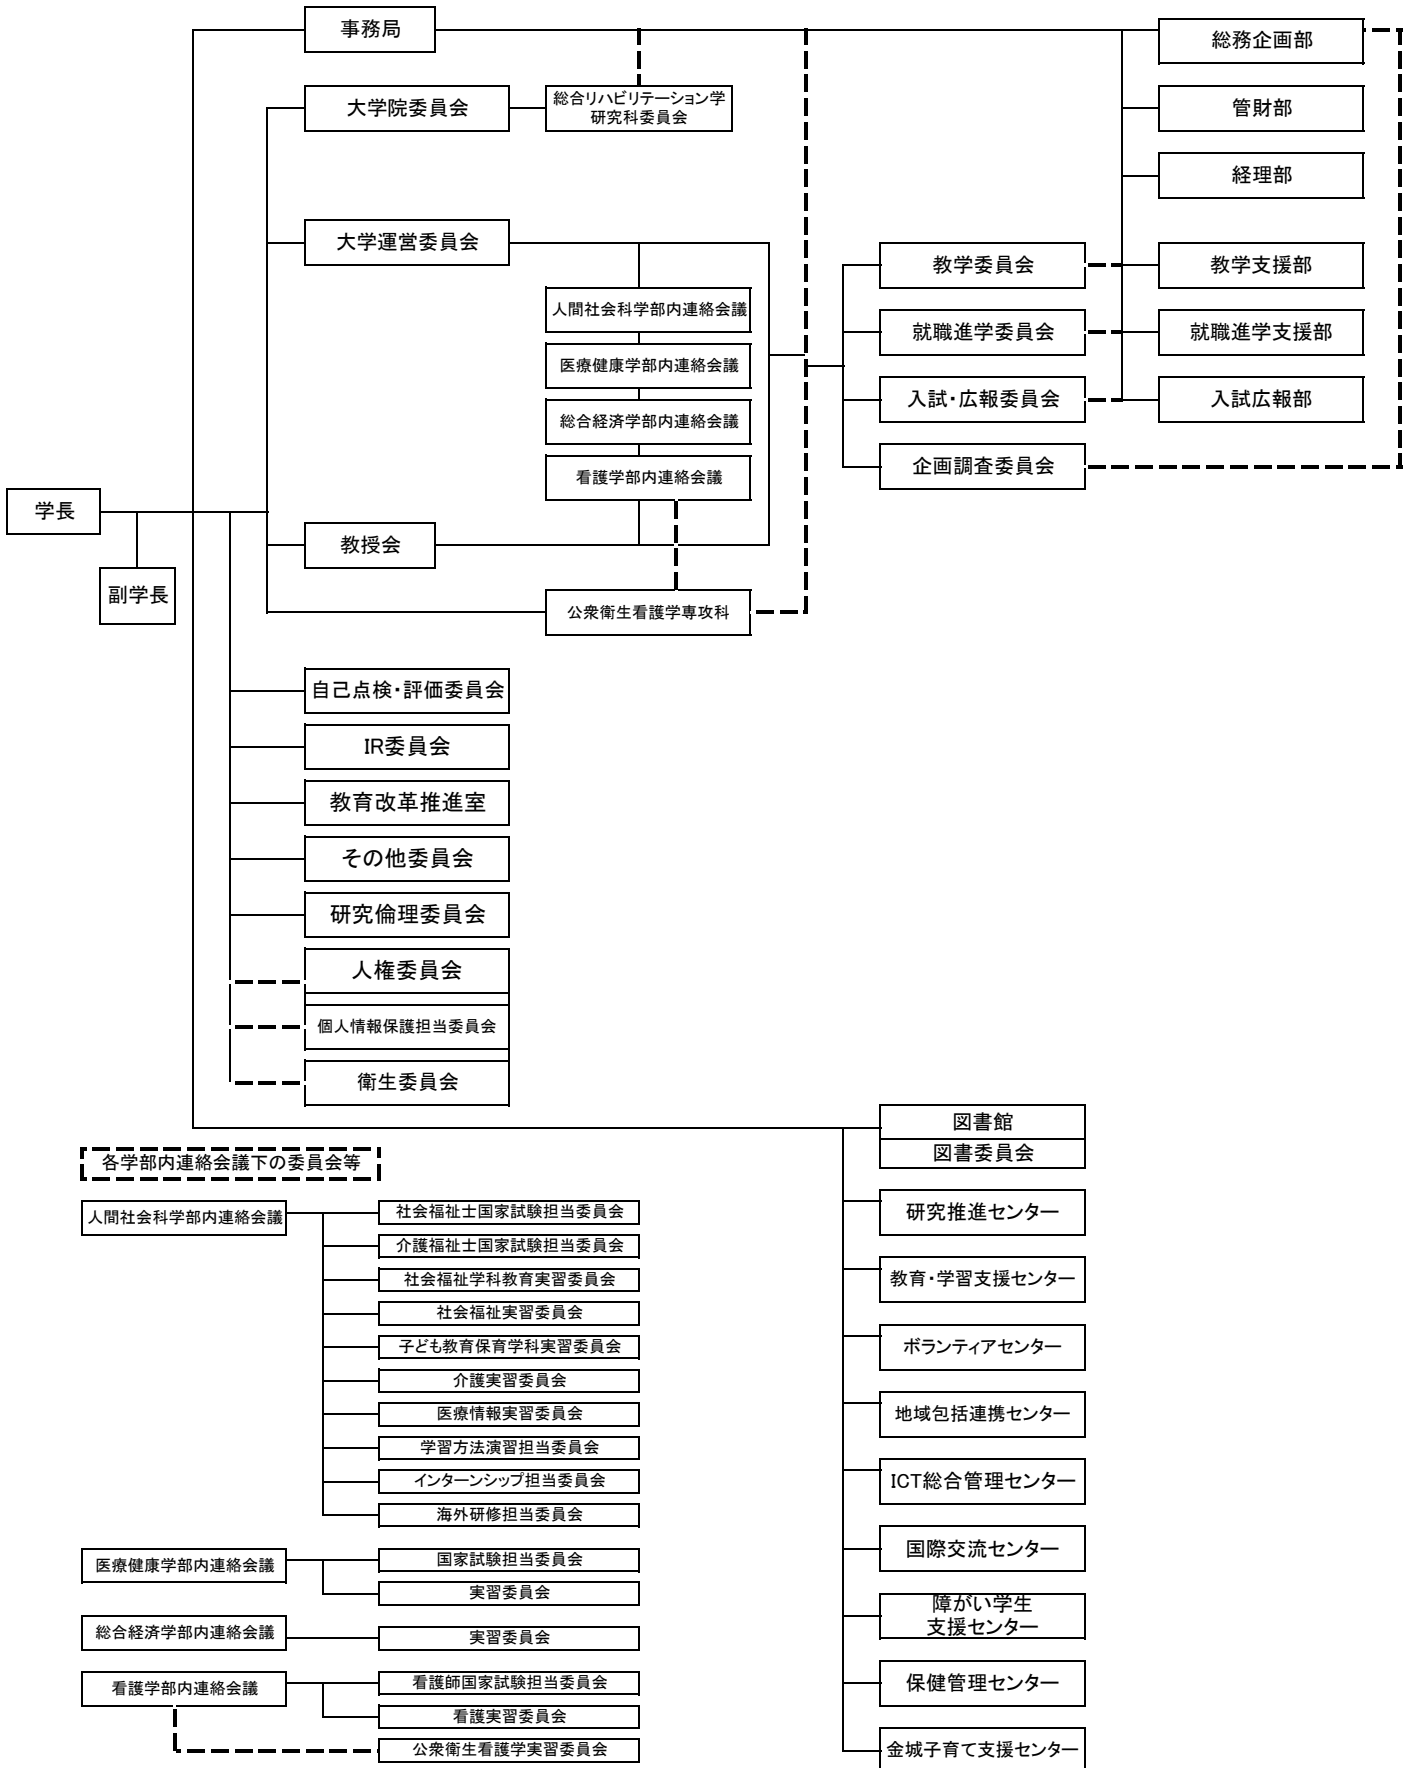 事務局
総務企画部
大学院委員会
総合リハビリテーション学
研究科委員会
管財部
経理部
大学運営委員会
教学委員会
教学支援部
人間社会科学部内連絡会議
就職進学委員会
就職進学支援部
医療健康学部内連絡会議
入試・広報委員会
入試広報部
総合経済学部内連絡会議
企画調査委員会
看護学部内連絡会議
学長
教授会
副学長
公衆衛生看護学専攻科
自己点検・評価委員会
IR委員会
教育改革推進室
その他委員会
研究倫理委員会
人権委員会
個人情報保護担当委員会
衛生委員会
図書館
図書委員会
研究推進センター
教育・学習支援センター
ボランティアセンター
地域包括連携センター
ICT総合管理センター
国際交流センター
障がい学生
支援センター
保健管理センター
金城子育て支援センター
各学部内連絡会議下の委員会等
人間社会科学部内連絡会議
社会福祉士国家試験担当委員会
介護福祉士国家試験担当委員会
社会福祉学科教育実習委員会
社会福祉実習委員会
子ども教育保育学科実習委員会
介護実習委員会
医療情報実習委員会
学習方法演習担当委員会
インターンシップ担当委員会
海外研修担当委員会
医療健康学部内連絡会議
国家試験担当委員会
実習委員会
総合経済学部内連絡会議
実習委員会
看護学部内連絡会議
看護師国家試験担当委員会
看護実習委員会
公衆衛生看護学実習委員会